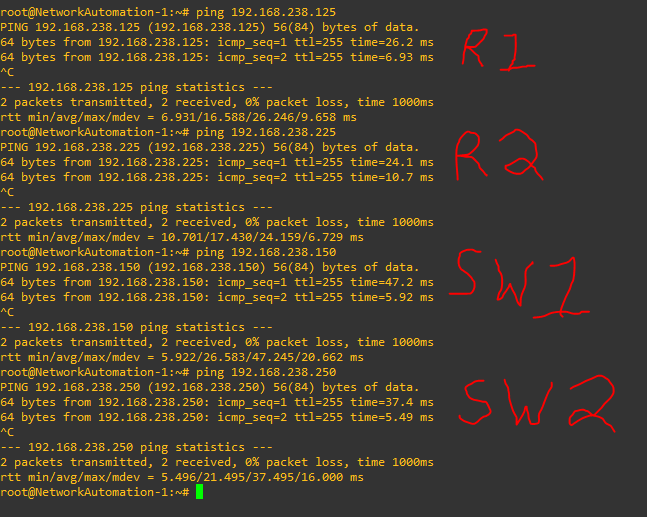 root@NetworkAutomation-1:~# ping 192.168.238.125
PING 192.168.238.125 (192.168.238.125) 56(84) bytes of data.
64 bytes from 192.168.238.125: icmp_seq=1 ttl=255 time=26.2 ms
64 bytes from 192.168.238.125: icmp_seq=2 ttl=255 time=6.93 ms
R1
^C
--- 192.168.238.125 ping statistics ---
2 packets transmitted, 2 received, 0% packet loss, time 1000ms
rtt min/avg/max/mdev = 6.931/16.588/26.246/9.658 ms
root@NetworkAutomation-1:~# ping 192.168.238.225
PING 192.168.238.225 (192.168.238.225) 56(84) bytes of data.
64 bytes from 192.168.238.225: icmp_seq=1 ttl=255 time=24.1 ms
64 bytes from 192.168.238.225: icmp_seq=2 ttl=255 time=10.7 ms
R2
^C
--- 192.168.238.225 ping statistics ---
2 packets transmitted, 2 received, 0% packet loss, time 1000ms
rtt min/avg/max/mdev = 10.701/17.430/24.159/6.729 ms
root@NetworkAutomation-1:~# ping 192.168.238.150
PING 192.168.238.150 (192.168.238.150) 56(84) bytes of data.
64 bytes from 192.168.238.150: icmp_seq=1 ttl=255 time=47.2 ms
64 bytes from 192.168.238.150: icmp_seq=2 ttl=255 time=5.92 ms
SW1
^C
--- 192.168.238.150 ping statistics ---
2 packets transmitted, 2 received, 0% packet loss, time 1000ms
rtt min/avg/max/mdev = 5.922/26.583/47.245/20.662 ms
root@NetworkAutomation-1:~# ping 192.168.238.250
PING 192.168.238.250 (192.168.238.250) 56(84) bytes of data.
64 bytes from 192.168.238.250: icmp_seq=1 ttl=255 time=37.4 ms
64 bytes from 192.168.238.250: icmp_seq=2 ttl=255 time=5.49 ms
SW2
^C
--- 192.168.238.250 ping statistics ---
2 packets transmitted, 2 received, 0% packet loss, time 1000ms
rtt min/avg/max/mdev = 5.496/21.495/37.495/16.000 ms
root@NetworkAutomation-1:~#